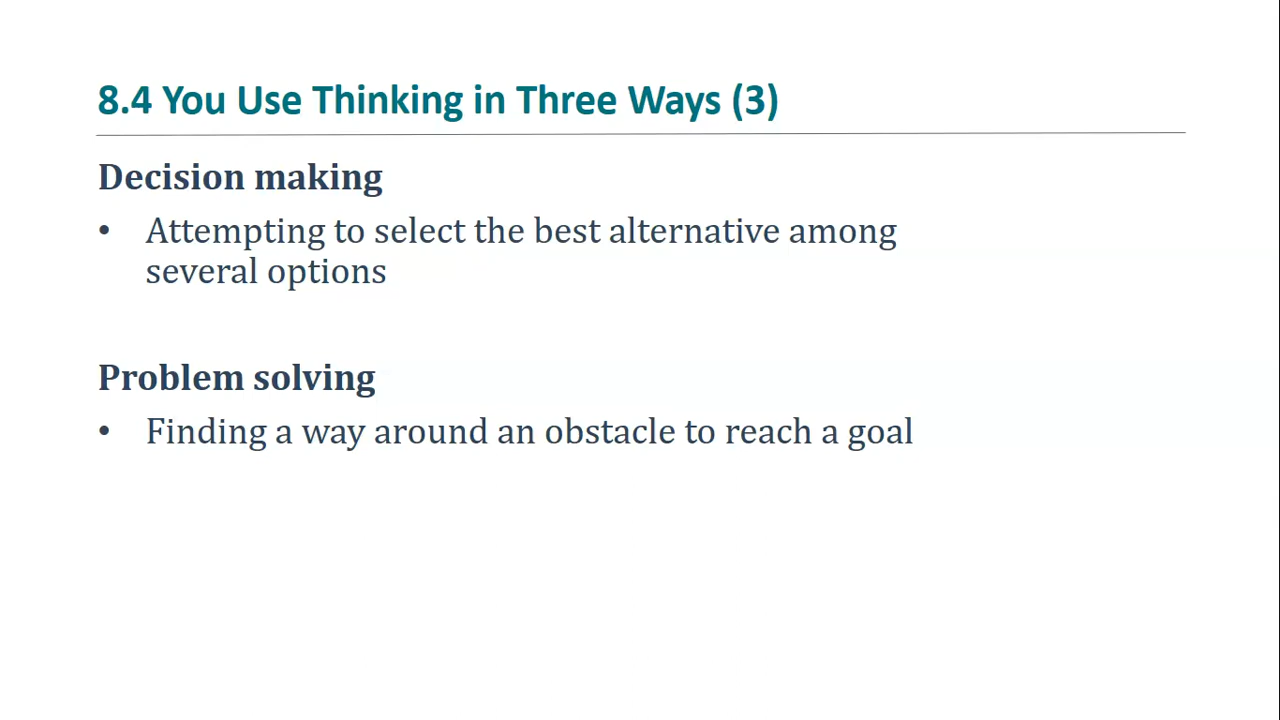 8.4 You Use Thinking in Three Ways (3)
Decision making
• Attempting to select the best alternative among
several options
Problem solving
• Finding a way around an obstacle to reach a goal